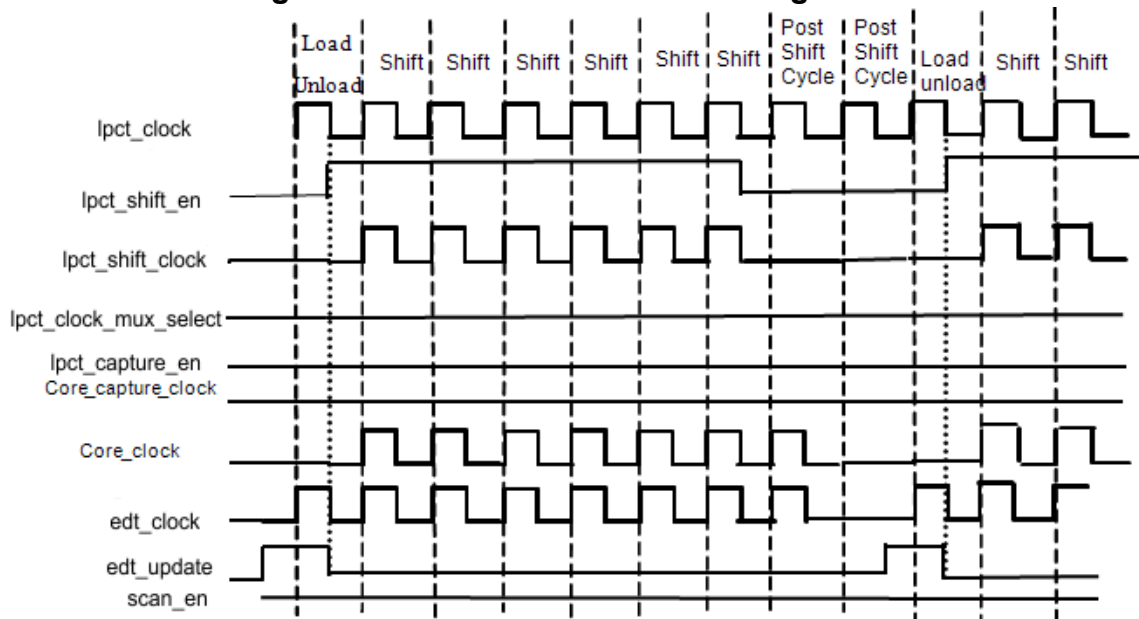 Load
Unload
Shift
Shift
Shift
Shift
Shift
Shift
Post
Shift
Cycle
Post
Shift
Cycle
Load
unload
Shift
Shift
lpct_clock
lpct_shift_en
lpct_shift_clock
lpct_clock_mux_select
lpct_capture_en
Core_capture_clock
Core_clock
edt_clock
edt_update
scan_en